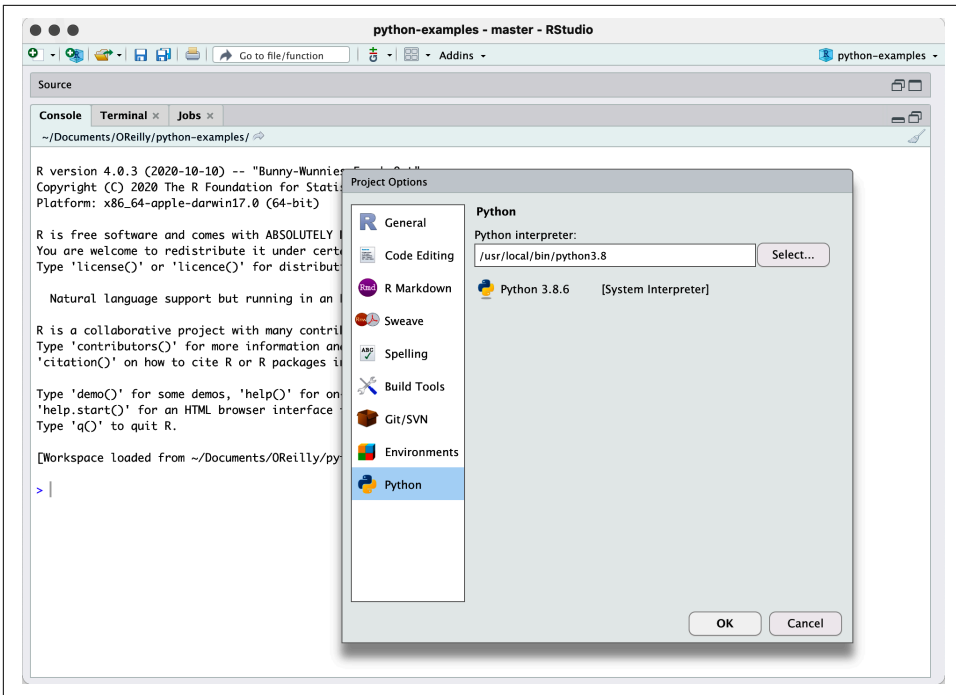 python-examples - master - RStudio
Go to file/function
Addins
python-examples
Source
Console Terminal × Jobs ×
~/Documents/OReilly/python-examples/
R version 4.0.3 (2020-10-10) -- "Bunny-Wunnies
Copyright (C) 2020 The R Foundation for Statis
Platform: x86_64-apple-darwin17.0 (64-bit)
R is free software and comes with ABSOLUTELY
You are welcome to redistribute it under certa
Type 'license()' or 'licence()' for distribut
Natural language support but running in an
R is a collaborative project with many contri
Type 'contributors()' for more information an
'citation()' on how to cite R or R packages i
Type 'demo()' for some demos, 'help()' for on
'help.start()' for an HTML browser interface
Type 'q()' to quit R.
[Workspace loaded from ~/Documents/OReilly/py
>
Project Options
R General
Code Editing
Rmd R Markdown
Sweave
ABC Spelling
Build Tools
Git/SVN
Environments
Python
Python
Python interpreter:
/usr/local/bin/python3.8 Select...
Python 3.8.6 [System Interpreter]
OK Cancel